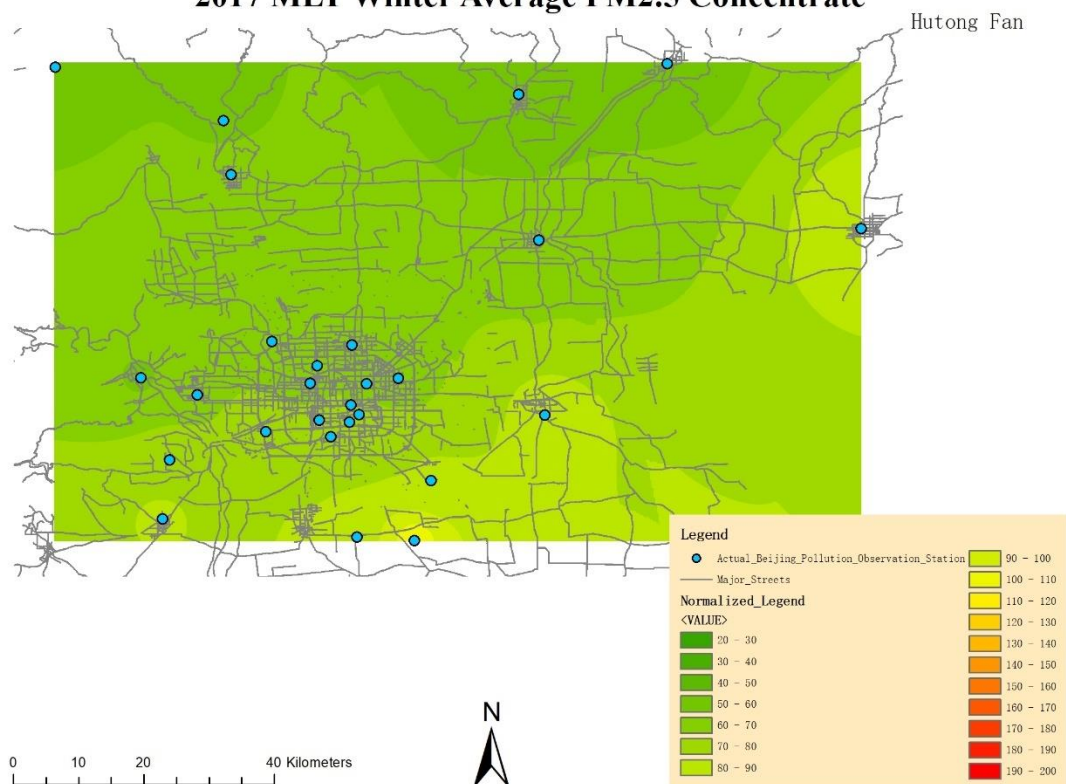 2017 MEP Winter Average PM2.5 Concentrate
Hutong Fan
Legend
Actual_Beijing_Pollution_Observation_Station
Major_Streets
Normalized_Legend
<VALUE>
20 - 30
30 - 40
40 - 50
50 - 60
60 - 70
70 - 80
80 - 90
90 - 100
100 - 110
110 - 120
120 - 130
130 - 140
140 - 150
150 - 160
160 - 170
170 - 180
180 - 190
190 - 200
N
0 10 20 40 Kilometers